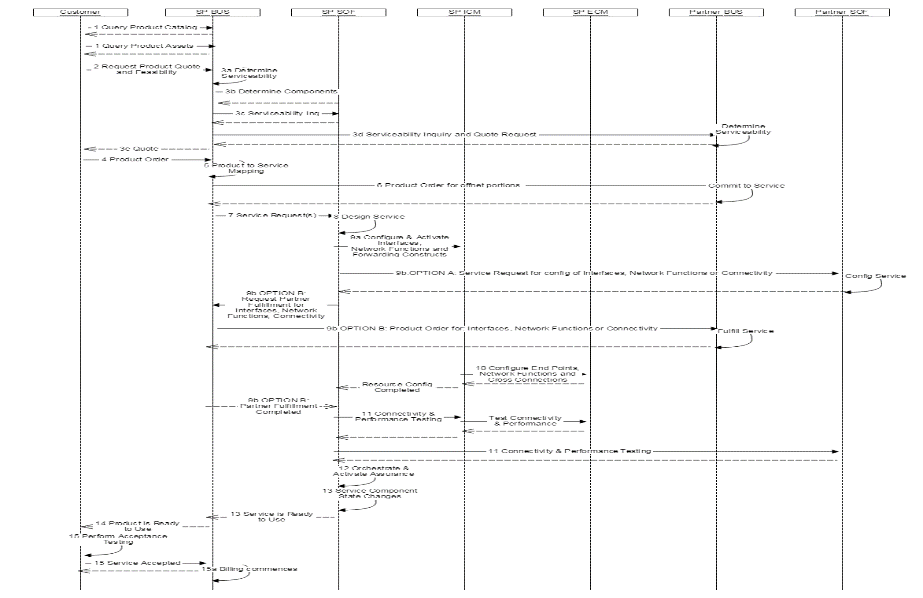 Customer
SP BUS
SP SOF
SP ICM
SP ECM
Partner BUS
Partner SOF
1 Query Product Catalog
1 Query Product Assets
2 Request Product Quote
and Feasibility
3a Determine
Serviceability
3b Determine Components
3c Serviceability Inq
3d Serviceability Inquiry and Quote Request
Determine
Serviceability
3e Quote
4 Product Order
5 Product to Service
Mapping
6 Product Order for offnet portions
Commit to Service
7 Service Request(s)
8 Design Service
9a Configure & Activate
Interfaces,
Network Functions and
Forwarding Constructs
9b OPTION A: Service Request for config of Interfaces, Network Functions or Connectivity
Config Service
9b OPTION B:
Request Partner
Fulfillment for
Interfaces, Network
Functions, Connectivity
9b OPTION B: Product Order for Interfaces, Network Functions or Connectivity
Fulfill Service
10 Configure End Points,
Network Functions and
Cross Connections
Resourse Config
Completed
9b OPTION B:
Partner Fulfillment
Completed
11 Connectivity &
Performance Testing
Test Connectivity
& Performance
11 Connectivity & Performance Testing
12 Orchestrate &
Activate Assurance
13 Service Component
State Changes
13 Service is Ready
to Use
14 Product is Ready
to Use
15 Perform Acceptance
Testing
15 Service Accepted
15a Billing commences